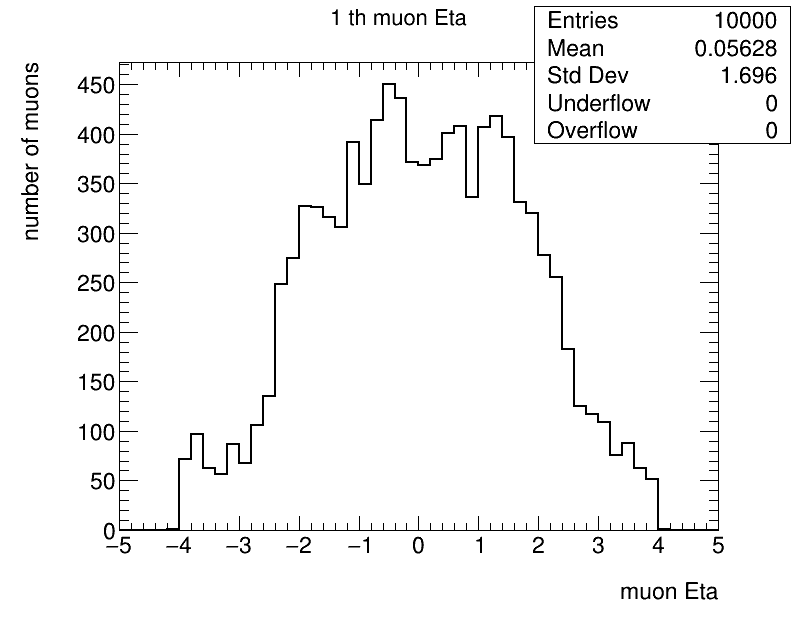 1 th muon Eta
Entries 10000
Mean 0.05628
Std Dev 1.696
Underflow 0
Overflow 0
number of muons
450
400
350
300
250
200
150
100
50
0
−5 −4 −3 −2 −1 0 1 2 3 4 5
muon Eta